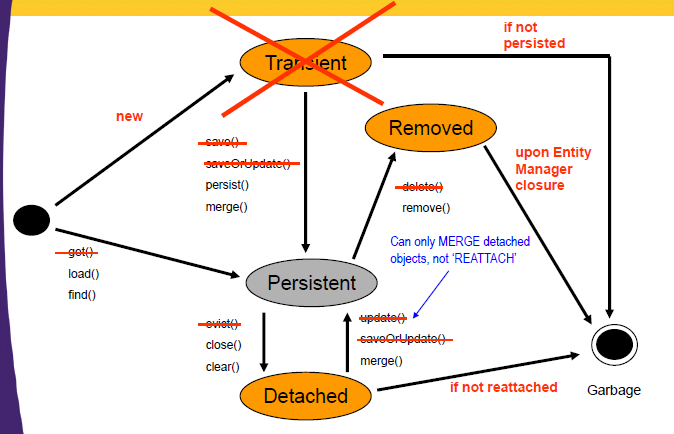 if not
persisted
Transient
new
Removed
save()
saveOrUpdate()
persist()
merge()
upon Entity
Manager
closure
delete()
remove()
Can only MERGE detached
objects, not 'REATTACH'
get()
load()
find()
Persistent
evict()
close()
clear()
update()
saveOrUpdate()
merge()
Detached
if not reattached
Garbage